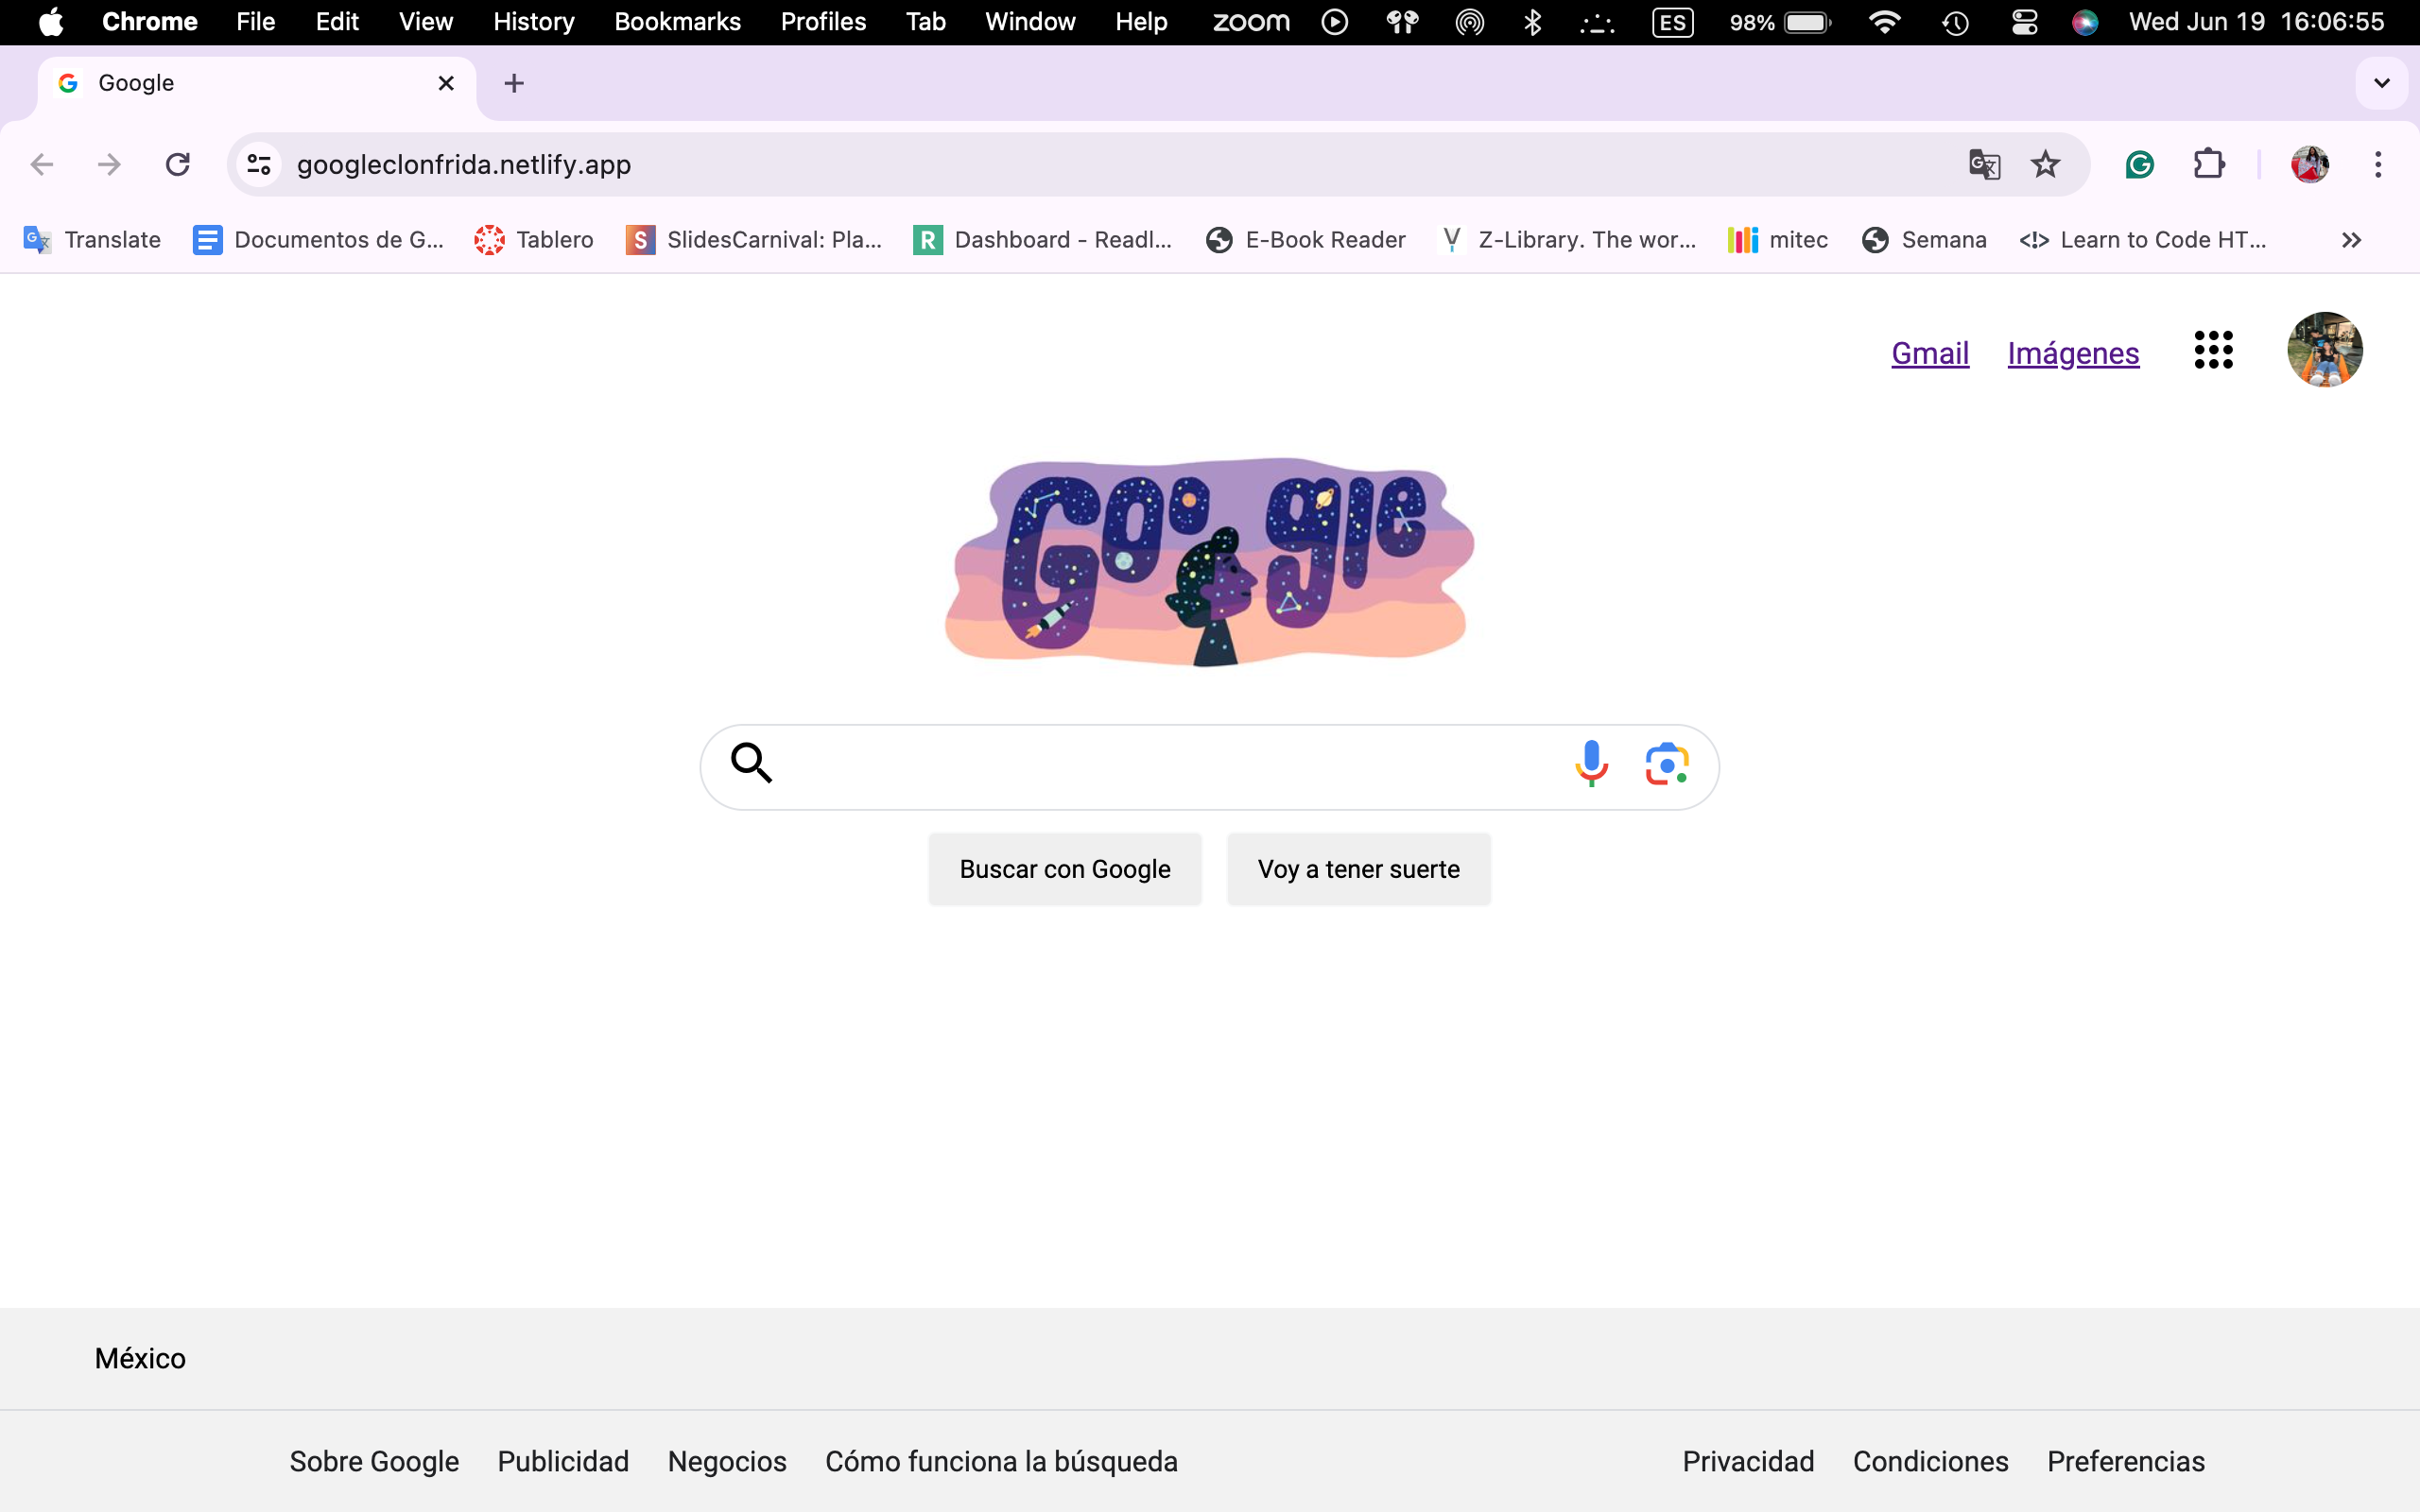 Chrome File Edit View History Bookmarks Profiles Tab Window Help zoom ES 98% Wed Jun 19 16:06:55
Google
googleclonfrida.netlify.app
Translate Documentos de G... Tablero SlidesCarnival: Pla... Dashboard - Readl... E-Book Reader Z-Library. The wor... mitec Semana Learn to Code HT...
Gmail Imágenes
Google
Buscar con Google Voy a tener suerte
México
Sobre Google Publicidad Negocios Cómo funciona la búsqueda Privacidad Condiciones Preferencias